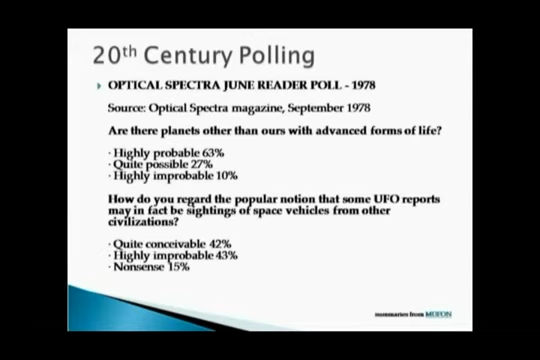 20th Century Polling
OPTICAL SPECTRA JUNE READER POLL - 1978
Source: Optical Spectra magazine, September 1978
Are there planets other than ours with advanced forms of life?
· Highly probable 63%
· Quite possible 27%
· Highly improbable 10%
How do you regard the popular notion that some UFO reports
may in fact be sightings of space vehicles from other
civilizations?
· Quite conceivable 42%
· Highly improbable 43%
· Nonsense 15%
summaries from MUFON